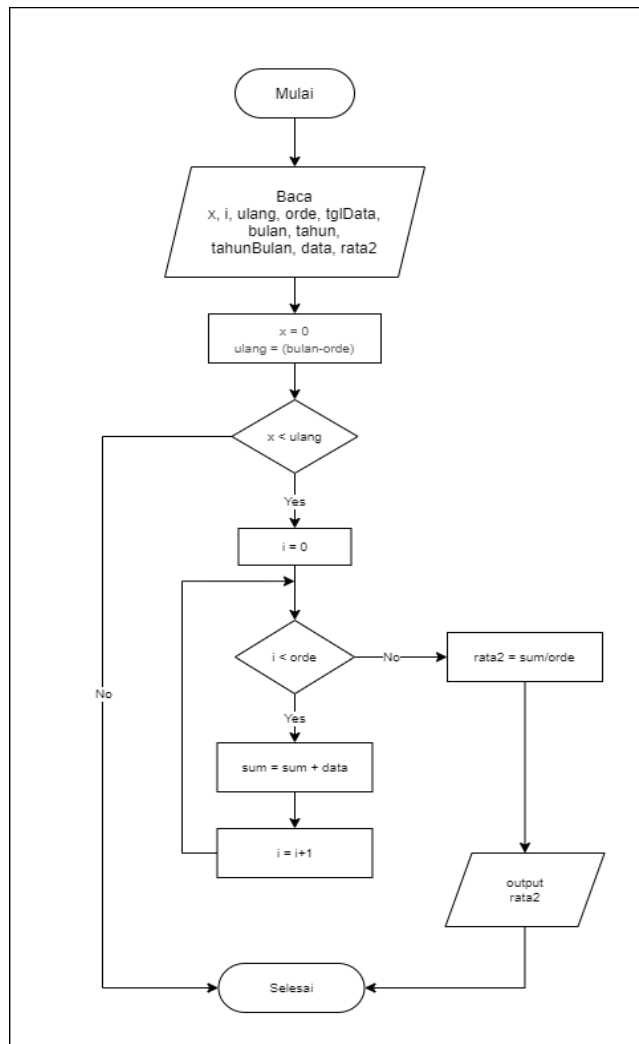 Mulai
Baca
x, i, ulang, orde, tglData,
bulan, tahun,
tahunBulan, data, rata2
x = 0
ulang = (bulan-orde)
x < ulang
Yes
i = 0
i < orde
No
rata2 = sum/orde
No
Yes
sum = sum + data
i = i+1
output
rata2
Selesai